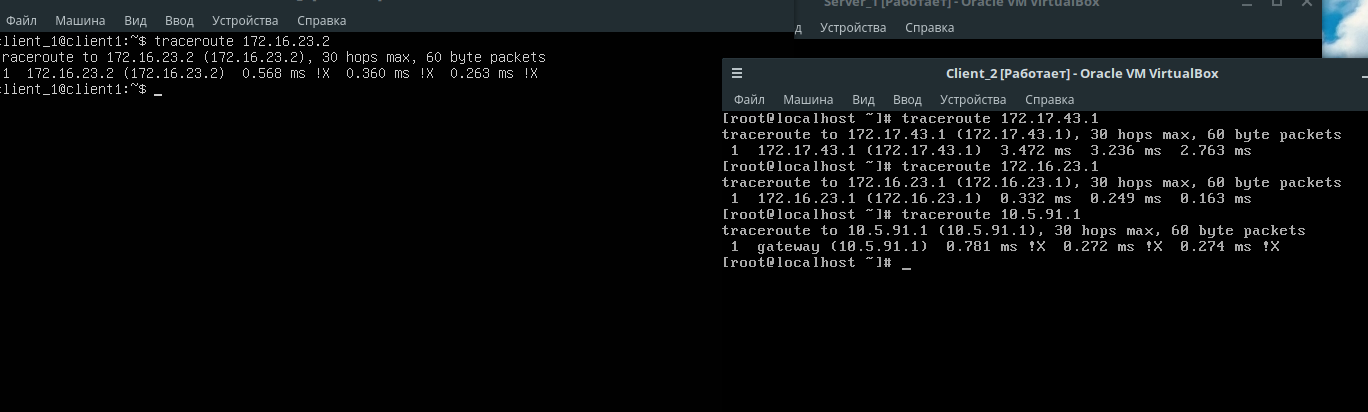 Файл Машина Вид Ввод Устройства Справка
client_1@client1:~$ traceroute 172.16.23.2
raceroute to 172.16.23.2 (172.16.23.2), 30 hops max, 60 byte packets
1 172.16.23.2 (172.16.23.2) 0.568 ms !X 0.360 ms !X 0.263 ms !X
client_1@client1:~$ _
Server_1 [Работает] - Oracle VM VirtualBox
д Устройства Справка
Client_2 [Работает] - Oracle VM VirtualBox
Файл Машина Вид Ввод Устройства Справка
[root@localhost ~]# traceroute 172.17.43.1
traceroute to 172.17.43.1 (172.17.43.1), 30 hops max, 60 byte packets
1 172.17.43.1 (172.17.43.1) 3.472 ms 3.236 ms 2.763 ms
[root@localhost ~]# traceroute 172.16.23.1
traceroute to 172.16.23.1 (172.16.23.1), 30 hops max, 60 byte packets
1 172.16.23.1 (172.16.23.1) 0.332 ms 0.249 ms 0.163 ms
[root@localhost ~]# traceroute 10.5.91.1
traceroute to 10.5.91.1 (10.5.91.1), 30 hops max, 60 byte packets
1 gateway (10.5.91.1) 0.781 ms !X 0.272 ms !X 0.274 ms !X
[root@localhost ~]# _